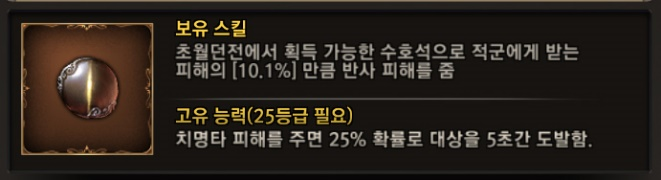 보유 스킬
초월던전에서 획득 가능한 수호석으로 적군에게 받는
피해의 [10.1%] 만큼 반사 피해를 줌
고유 능력(25등급 필요)
치명타 피해를 주면 25% 확률로 대상을 5초간 도발함.